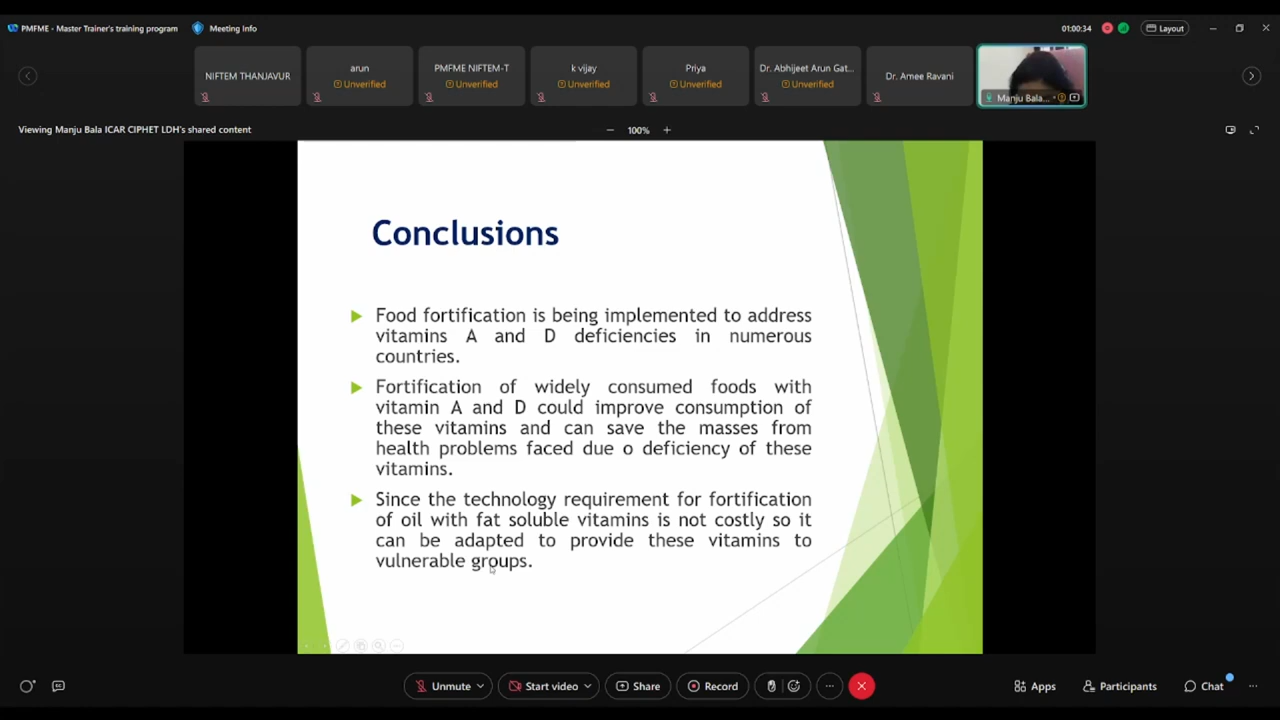 PMFME - Master Trainer's training program
Meeting Info
01:00:34
Layout
NIFTEM THANJAVUR
arun
Unverified
PMFME NIFTEM-T
Unverified
k vijay
Unverified
Priya
Unverified
Dr. Abhijeet Arun Gat...
Unverified
Dr. Amee Ravani
Manju Bala...
Viewing Manju Bala ICAR CIPHET LDH's shared content
100%
Conclusions
Food fortification is being implemented to address
vitamins A and D deficiencies in numerous
countries.
Fortification of widely consumed foods with
vitamin A and D could improve consumption of
these vitamins and can save the masses from
health problems faced due o deficiency of these
vitamins.
Since the technology requirement for fortification
of oil with fat soluble vitamins is not costly so it
can be adapted to provide these vitamins to
vulnerable groups.
Unmute
Start video
Share
Record
Apps
Participants
Chat